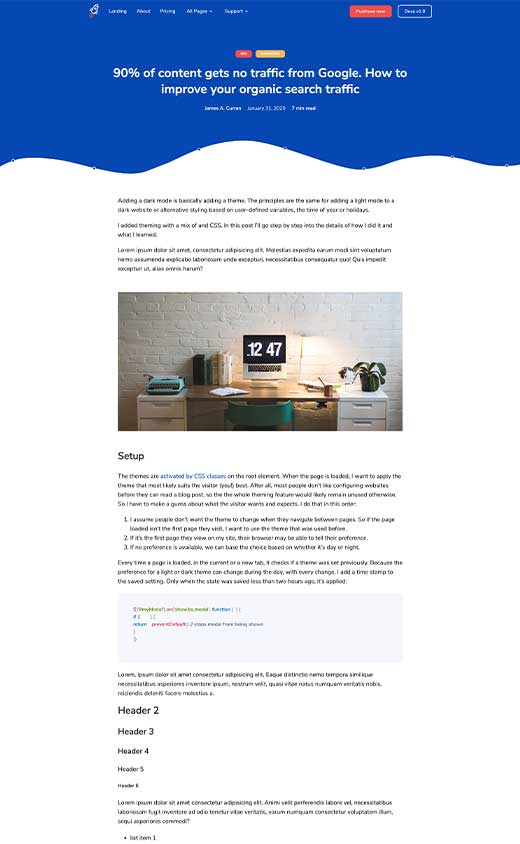 Landing About Pricing All Pages Support Purchase now Docs v1.3
SEO MARKETING
90% of content gets no traffic from Google. How to
improve your organic search traffic
James A. Curran January 31, 2020 7 min read
Adding a dark mode is basically adding a theme. The principles are the same for adding a light mode to a
dark website or alternative styling based on user-defined variables, the time of year or holidays.
I added theming with a mix of and CSS. In this post I'll go step by step into the details of how I did it and
what I learned.
Lorem ipsum dolor sit amet, consectetur adipisicing elit. Molestias expedita earum modi sint voluptatum
nemo assumenda explicabo laboriosam unde excepturi, necessitatibus consequatur quo! Quis impedit
excepturi ut, alias omnis harum?
12 47
Setup
The themes are activated by CSS classes on the root element. When the page is loaded, I want to apply the
theme that most likely suits the visitor (you!) best. After all, most people don't like configuring websites
before they can read a blog post, so the the whole theming feature would likely remain unused otherwise.
So I have to make a guess about what the visitor wants and expects. I do that in this order:
1. I assume people don't want the theme to change when they navigate between pages. So if the page
loaded isn't the first page they visit, I want to use the theme that was used before.
2. If it's the first page they view on my site, their browser may be able to tell their preference.
3. If no preference is available, we can base the choice based on whether it's day or night.
Every time a page is loaded, in the current or a new tab, it checks if a theme was set previously. Because the
preference for a light or dark theme can change during the day, with every change, I add a time stamp to
the saved setting. Only when the state was saved less than two hours ago, it's applied:
$('#myModal').on('show.bs.modal', function ( ) {
if ( ) {
return .preventDefault() // stops modal from being shown
}
})
Lorem, ipsum dolor sit amet consectetur adipisicing elit. Eaque distinctio nemo tempora similique
necessitatibus asperiores inventore ipsum, nostrum velit, quasi vitae natus numquam veritatis nobis,
reiciendis deleniti facere molestias a.
Header 2
Header 3
Header 4
Header 5
Header 6
Lorem ipsum dolor sit amet consectetur adipisicing elit. Animi velit perferendis labore vel, necessitatibus
laboriosam fugit inventore ad odio tenetur vitae veritatis, earum numquam consectetur voluptatem illum,
sequi asperiores commodi?
• list item 1